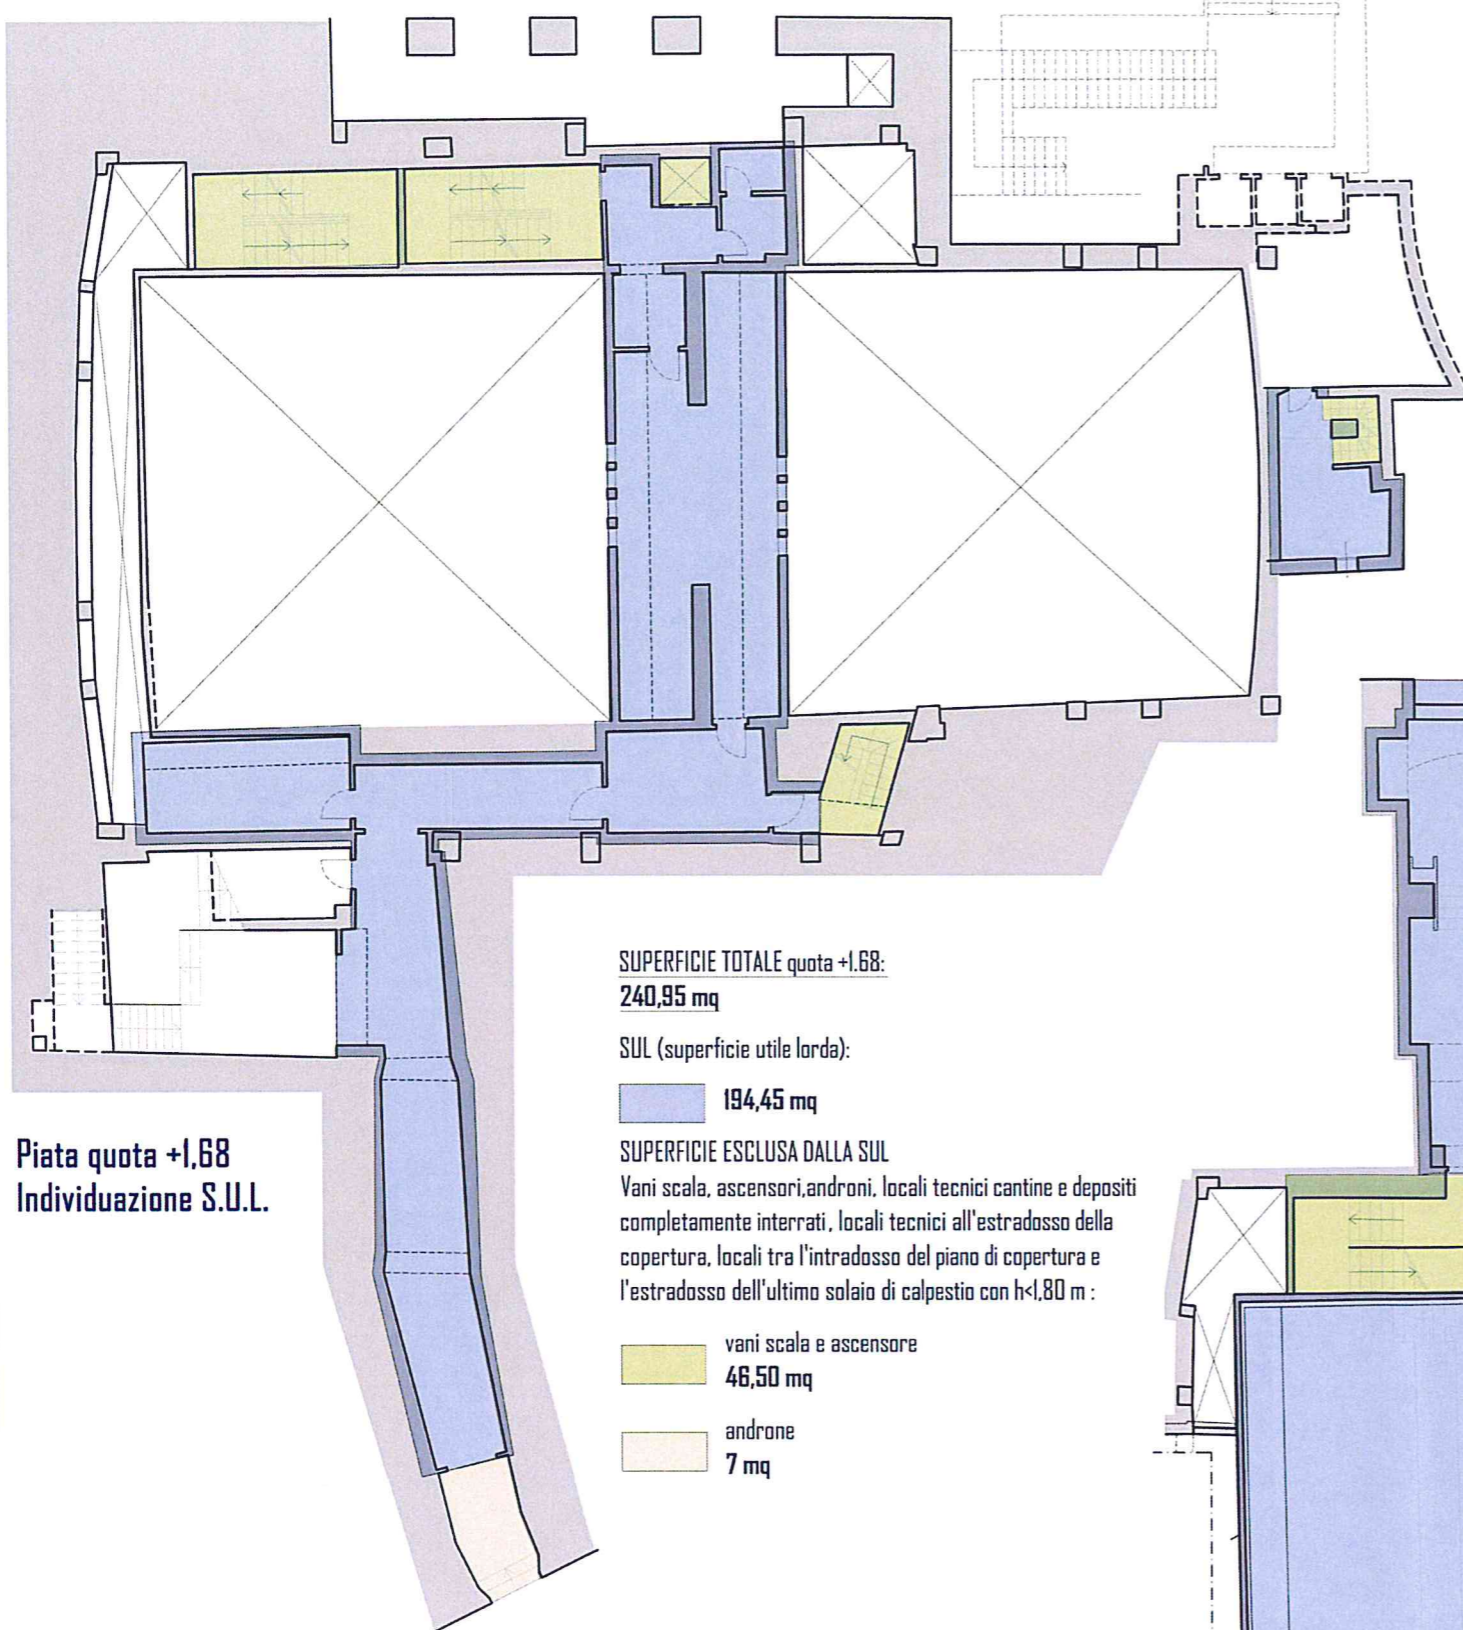 SUPERFICIE TOTALE quota +1.68:
240,95 mq
SUL (superficie utile lorda):
194,45 mq
SUPERFICIE ESCLUSA DALLA SUL
Vani scala, ascensori,androni, locali tecnici cantine e depositi
completamente interrati, locali tecnici all'estradosso della
copertura, locali tra l'intradosso del piano di copertura e
l'estradosso dell'ultimo solaio di calpestio con h<1,80 m :
vani scala e ascensore
46,50 mq
androne
7 mq
Piata quota +1,68
Individuazione S.U.L.